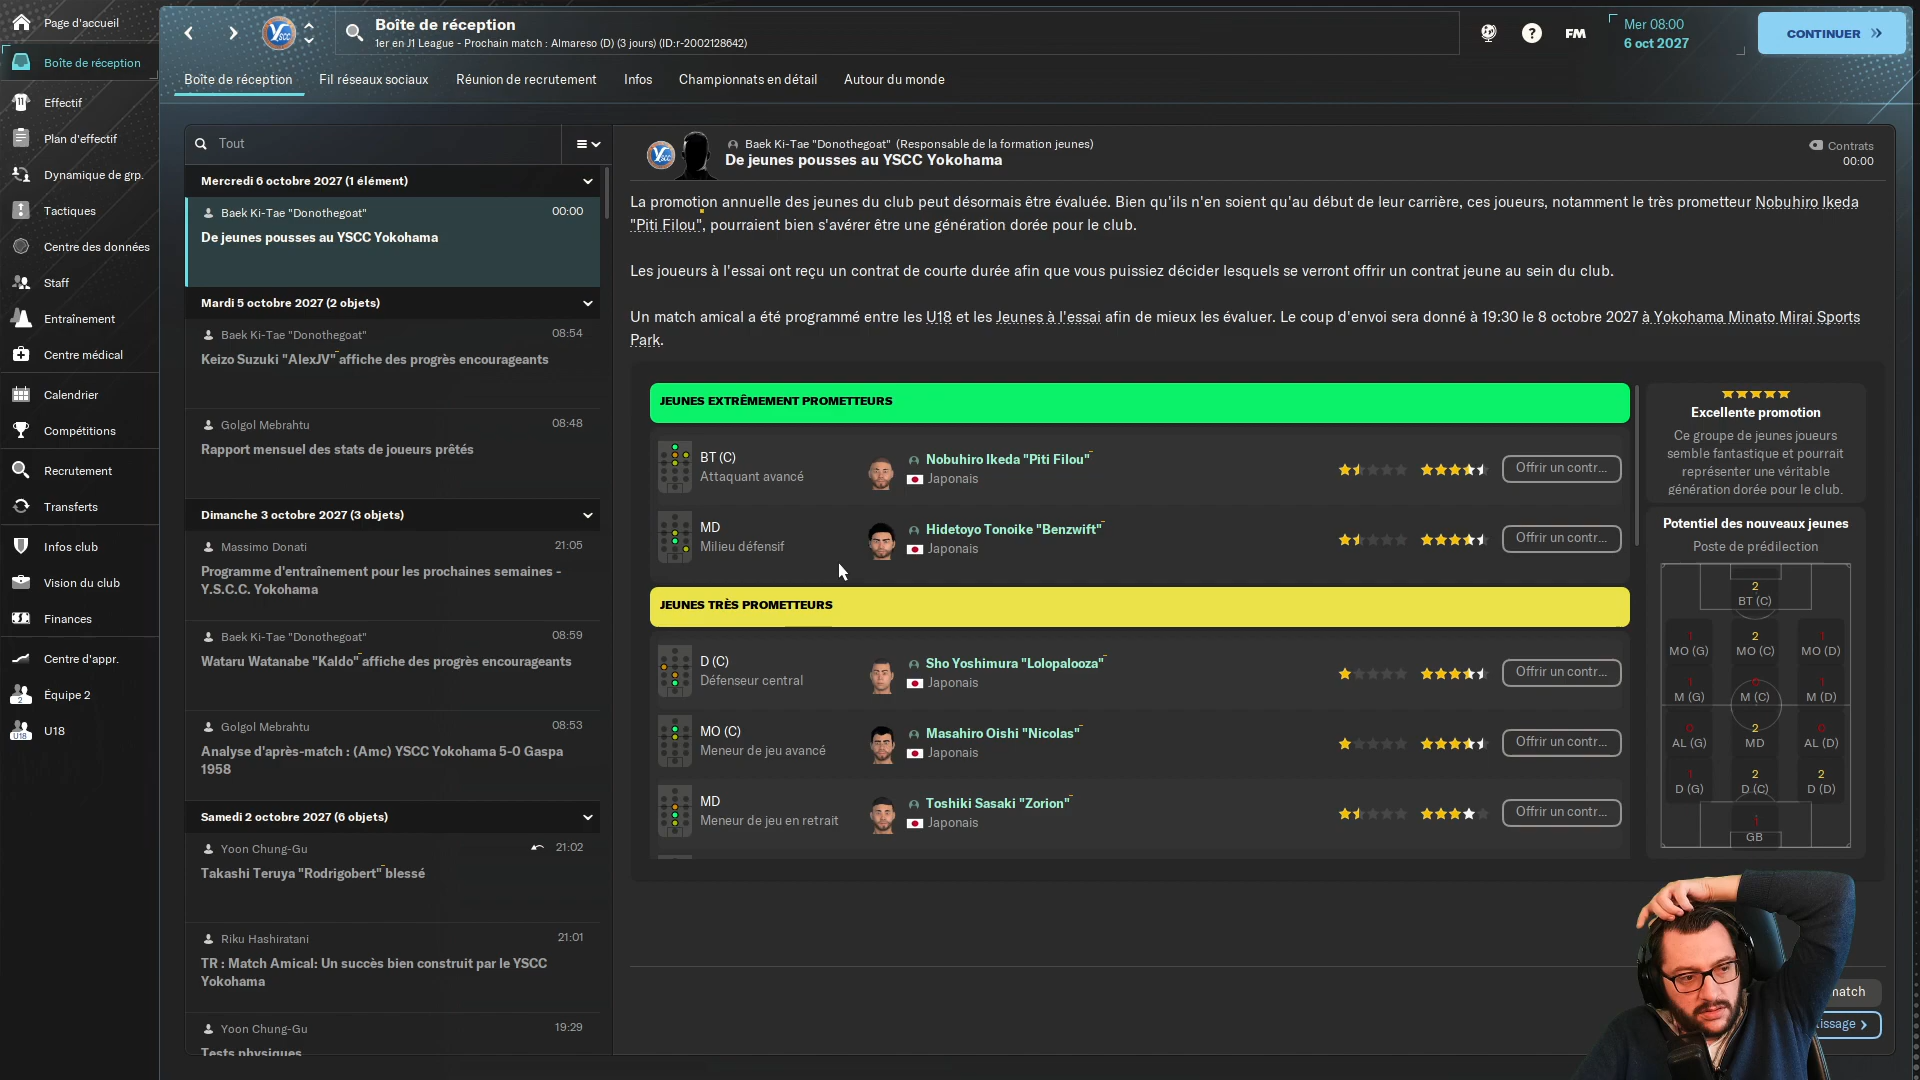 Page d'accueil
Boîte de réception
Effectif
Plan d'effectif
Dynamique de grp.
Tactiques
Centre des données
Staff
Entraînement
Centre médical
Calendrier
Compétitions
Recrutement
Transferts
Infos club
Vision du club
Finances
Centre d'appr.
Équipe 2
U18
Boîte de réception
1er en J1 League - Prochain match : Almareso (D) (3 jours) (ID:r-2002128642)
FM
Mer 08:00
6 oct 2027
CONTINUER
Boîte de réception
Fil réseaux sociaux
Réunion de recrutement
Infos
Championnats en détail
Autour du monde
Tout
Mercredi 6 octobre 2027 (1 élément)
Baek Ki-Tae "Donothegoat" 00:00
De jeunes pousses au YSCC Yokohama
Mardi 5 octobre 2027 (2 objets)
Baek Ki-Tae "Donothegoat" 08:54
Keizo Suzuki "AlexJV" affiche des progrès encourageants
Golgol Mebrahtu 08:48
Rapport mensuel des stats de joueurs prêtés
Dimanche 3 octobre 2027 (3 objets)
Massimo Donati 21:05
Programme d'entraînement pour les prochaines semaines -
Y.S.C.C. Yokohama
Baek Ki-Tae "Donothegoat" 08:59
Wataru Watanabe "Kaldo" affiche des progrès encourageants
Golgol Mebrahtu 08:53
Analyse d'après-match : (Amc) YSCC Yokohama 5-0 Gaspa
1958
Samedi 2 octobre 2027 (6 objets)
Yoon Chung-Gu 21:02
Takashi Teruya "Rodrigobert" blessé
Riku Hashiratani 21:01
TR : Match Amical: Un succès bien construit par le YSCC
Yokohama
Yoon Chung-Gu 19:29
Tests physiques
Baek Ki-Tae "Donothegoat" (Responsable de la formation jeunes)
De jeunes pousses au YSCC Yokohama
Contrats
00:00
La promotion annuelle des jeunes du club peut désormais être évaluée. Bien qu'ils n'en soient qu'au début de leur carrière, ces joueurs, notamment le très prometteur Nobuhiro Ikeda
"Piti Filou", pourraient bien s'avérer être une génération dorée pour le club.
Les joueurs à l'essai ont reçu un contrat de courte durée afin que vous puissiez décider lesquels se verront offrir un contrat jeune au sein du club.
Un match amical a été programmé entre les U18 et les Jeunes à l'essai afin de mieux les évaluer. Le coup d'envoi sera donné à 19:30 le 8 octobre 2027 à Yokohama Minato Mirai Sports
Park.
JEUNES EXTRÊMEMENT PROMETTEURS
BT (C)
Attaquant avancé
Nobuhiro Ikeda "Piti Filou"
Japonais
Offrir un contr...
MD
Milieu défensif
Hidetoyo Tonoike "Benzwift"
Japonais
Offrir un contr...
JEUNES TRÈS PROMETTEURS
D (C)
Défenseur central
Sho Yoshimura "Lolopalooza"
Japonais
Offrir un contr...
MO (C)
Meneur de jeu avancé
Masahiro Oishi "Nicolas"
Japonais
Offrir un contr...
MD
Meneur de jeu en retrait
Toshiki Sasaki "Zorion"
Japonais
Offrir un contr...
Excellente promotion
Ce groupe de jeunes joueurs
semble fantastique et pourrait
représenter une véritable
génération dorée pour le club.
Potentiel des nouveaux jeunes
Poste de prédilection
2
BT (C)
1 2 1
MO (G) MO (C) MO (D)
1 0 1
M (G) M (C) M (D)
0 2 0
AL (G) MD AL (D)
1 2 2
D (G) D (C) D (D)
1
GB
match
issage